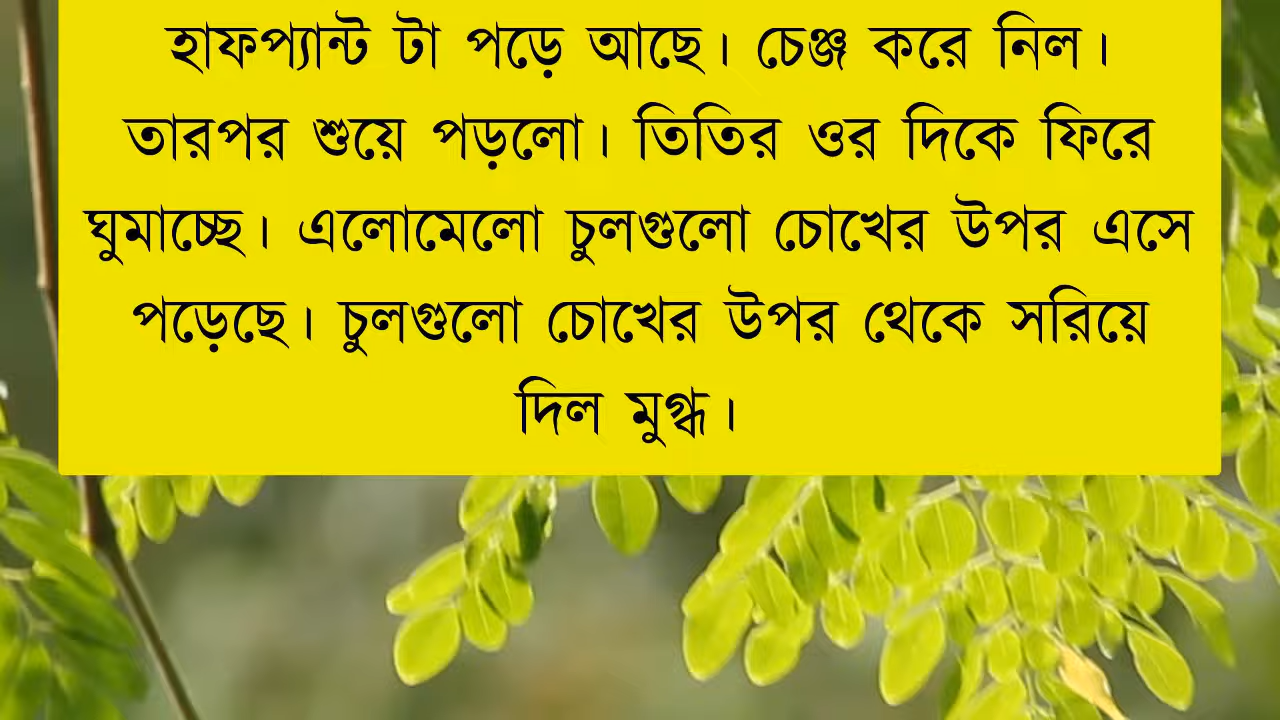 হাফপ্যান্ট টা পড়ে আছে। চেঞ্জ করে নিল।
তারপর শুয়ে পড়লো। তিতির ওর দিকে ফিরে
ঘুমাচ্ছে। এলোমেলো চুলগুলো চোখের উপর এসে
পড়েছে। চুলগুলো চোখের উপর থেকে সরিয়ে
দিল মুগ্ধ।